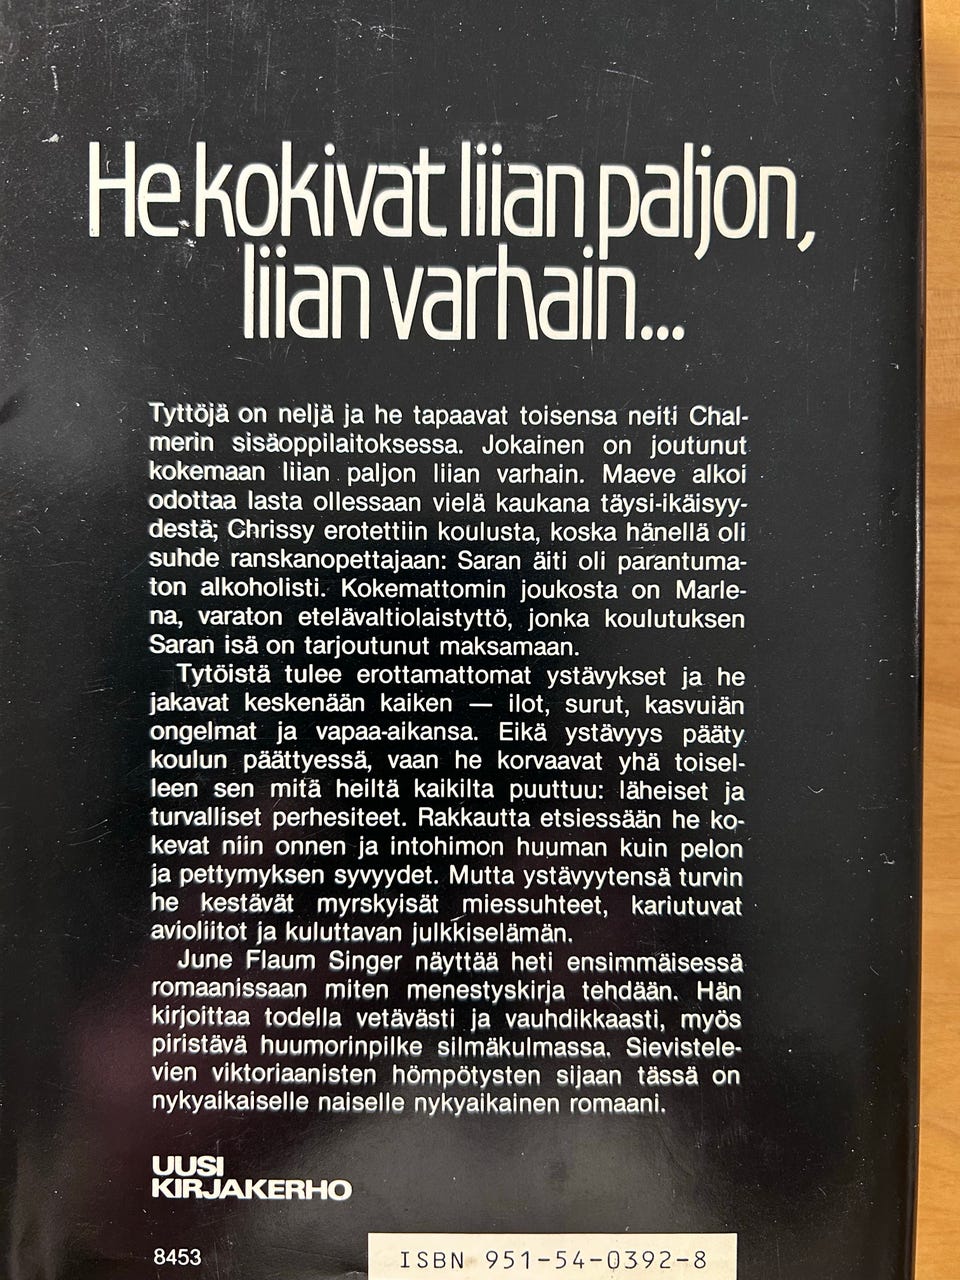 He kokivat liian paljon,
liian varhain...
Tyttöjä on neljä ja he tapaavat toisensa neiti Chal-
merin sisäoppilaitoksessa. Jokainen on joutunut
kokemaan liian paljon liian varhain. Maeve alkoi
odottaa lasta ollessaan vielä kaukana täysi-ikäisyy-
destä; Chrissy erotettiin koulusta, koska hänellä oli
suhde ranskanopettajaan: Saran äiti oli parantuma-
ton alkoholisti. Kokemattomin joukosta on Marle-
na, varaton etelävaltiolaistyttö, jonka koulutuksen
Saran isä on tarjoutunut maksamaan.
Tytöistä tulee erottamattomat ystävykset ja he
jakavat keskenään kaiken — ilot, surut, kasvuiän
ongelmat ja vapaa-aikansa. Eikä ystävyys pääty
koulun päättyessä, vaan he korvaavat yhä toisel-
leen sen mitä heiltä kaikilta puuttuu: läheiset ja
turvalliset perhesiteet. Rakkautta etsiessään he ko-
kevat niin onnen ja intohimon huuman kuin pelon
ja pettymyksen syvyydet. Mutta ystävyytensä turvin
he kestävät myrskyisät miessuhteet, kariutuvat
avioliitot ja kuluttavan julkkiselämän.
June Flaum Singer näyttää heti ensimmäisessä
romaanissaan miten menestyskirja tehdään. Hän
kirjoittaa todella vetävästi ja vauhdikkaasti, myös
piristävä huumorinpilke silmäkulmassa. Sievistele-
vien viktoriaanisten hömpötysten sijaan tässä on
nykyaikaiselle naiselle nykyaikainen romaani.
UUSI
KIRJAKERHO
8453
ISBN 951-54-0392-8